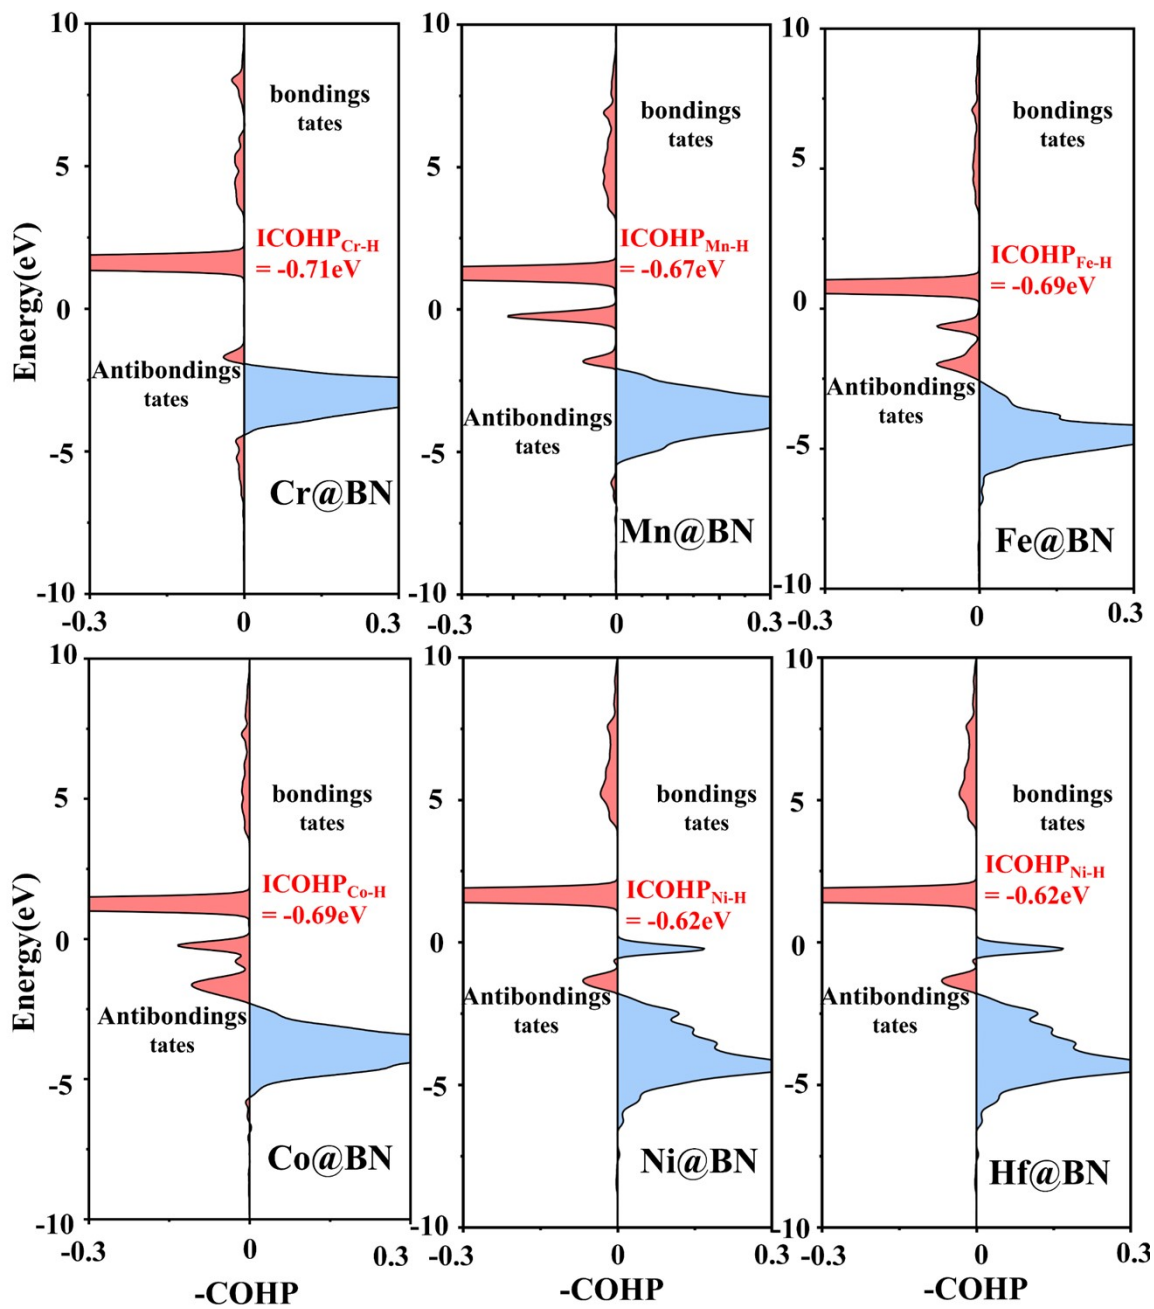 10
5
0
-5
-10
Energy(eV)
bondings
tates
ICOHPCr-H
= -0.71eV
Antibondings
tates
Cr@BN
-0.3
0
0.3
10
5
0
-5
-10
bondings
tates
ICOHPMn-H
= -0.67eV
Antibondings
tates
Mn@BN
-0.3
0
0.3
10
5
0
-5
-10
bondings
tates
ICOHPFe-H
= -0.69eV
Antibondings
tates
Fe@BN
-0.3
0
0.3
10
5
0
-5
-10
Energy(eV)
bondings
tates
ICOHPCo-H
= -0.69eV
Antibondings
tates
Co@BN
-0.3
0
0.3
-COHP
10
5
0
-5
-10
bondings
tates
ICOHPNi-H
= -0.62eV
Antibondings
tates
Ni@BN
-0.3
0
0.3
-COHP
10
5
0
-5
-10
bondings
tates
ICOHPNi-H
= -0.62eV
Antibondings
tates
Hf@BN
-0.3
0
0.3
-COHP